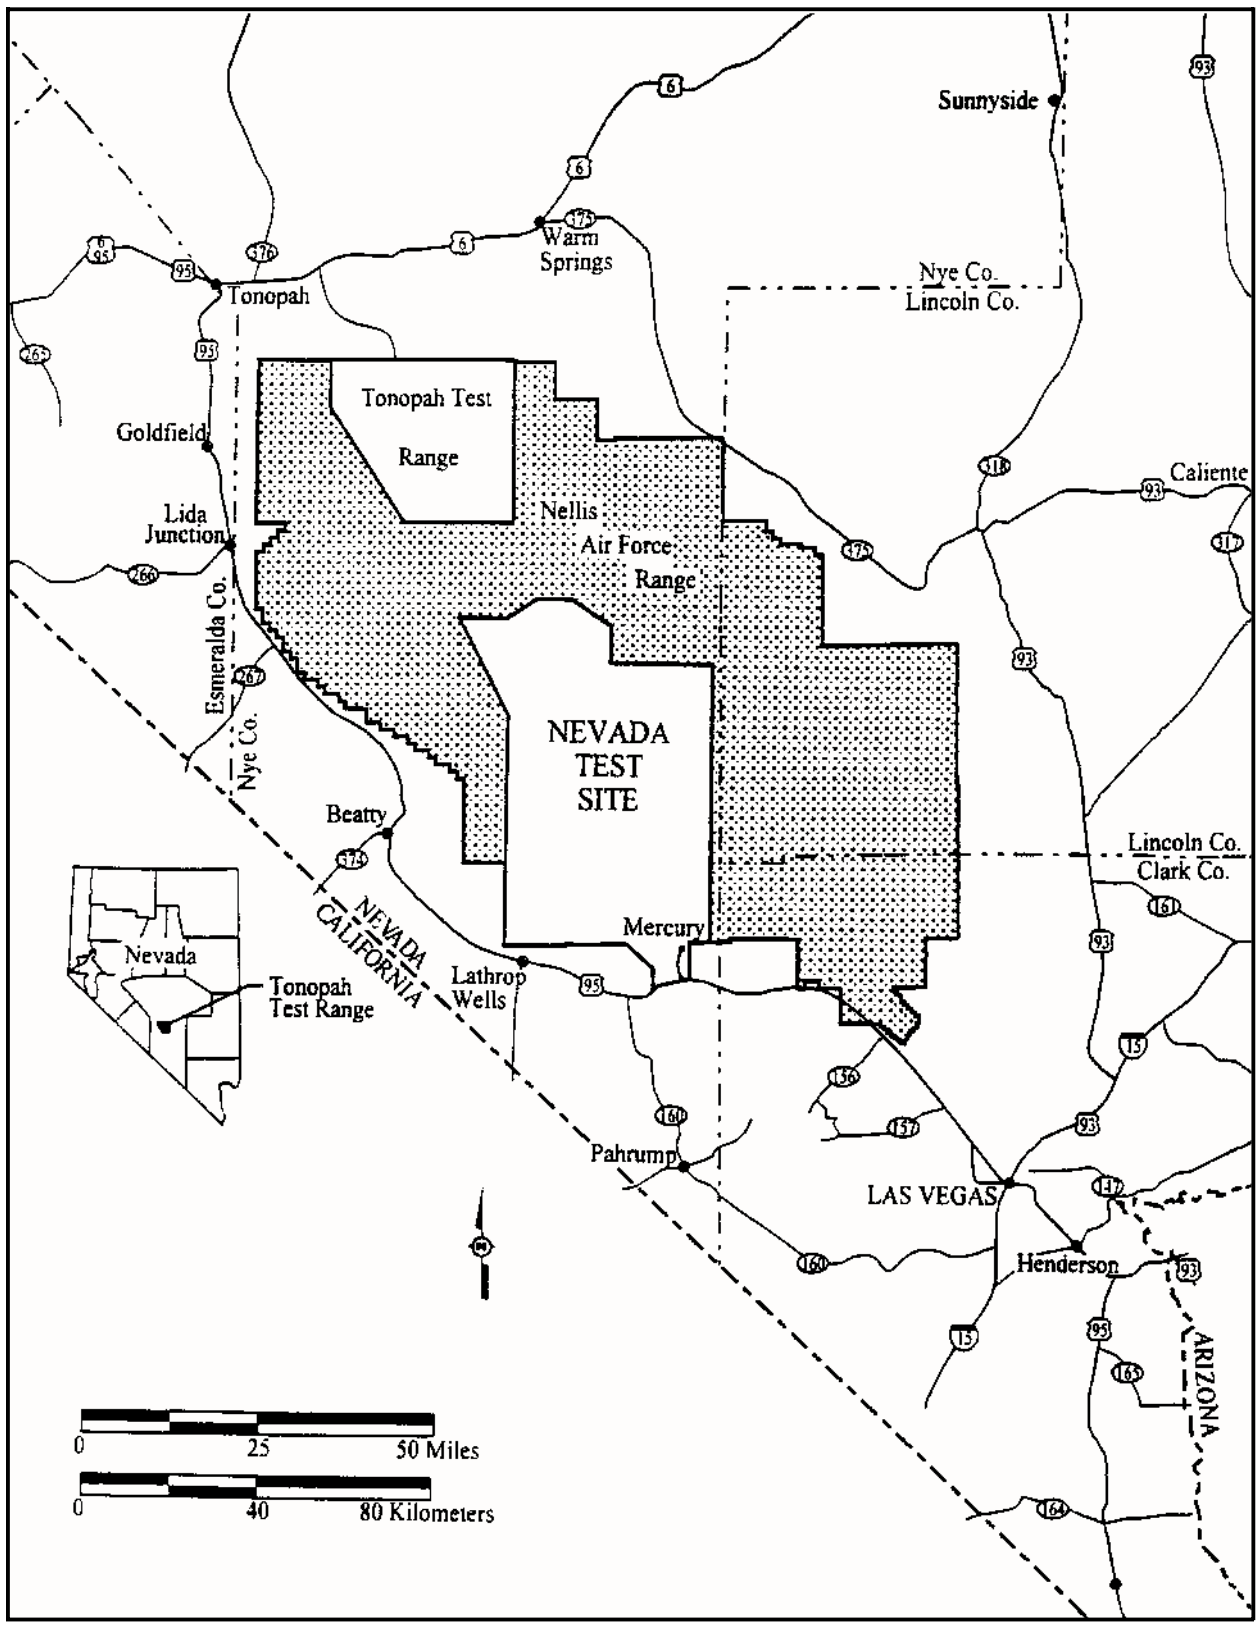 93
6
Sunnyside
6
375
Warm
Springs
6
6
95
95
376
Tonopah
Nye Co.
Lincoln Co.
95
265
Tonopah Test
Range
Goldfield
318
Caliente
93
Nellis
Air Force
Range
Lida
Junction
375
317
266
Esmeralda Co.
Nye Co.
267
93
NEVADA
TEST
SITE
Beatty
374
Lincoln Co.
Clark Co.
161
NEVADA
CALIFORNIA
Mercury
93
Nevada
Tonopah
Test Range
Lathrop
Wells
95
15
156
160
157
93
Pahrump
LAS VEGAS
147
160
Henderson
93
15
95
165
ARIZONA
0 25 50 Miles
0 40 80 Kilometers
164